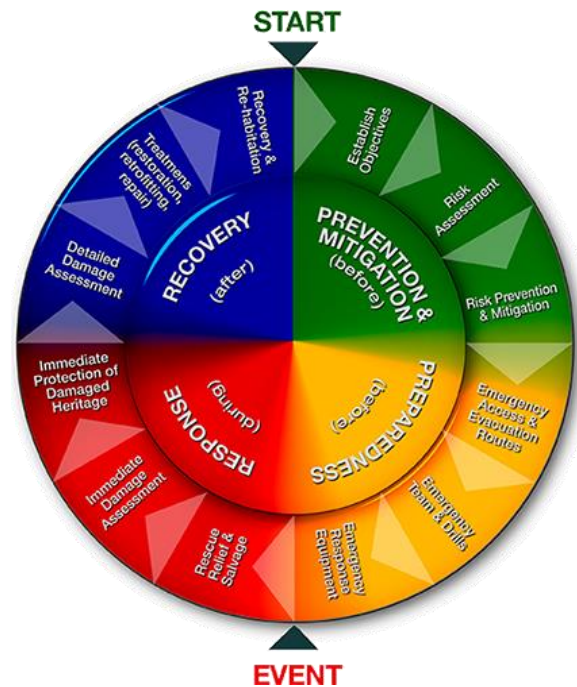 START
Establish
Objectives
Risk
Assessment
Risk Prevention
& Mitigation
PREVENTION &
MITIGATION
(before)
Emergency
Access &
Evacuation
Routes
Emergency
Team & Drills
Emergency
Response
Equipment
PREPAREDNESS
(before)
EVENT
Rescue
Relief &
Salvage
Immediate
Damage
Assessment
Immediate
Protection of
Damaged
Heritage
RESPONSE
(during)
Detailed
Damage
Assessment
Treatmens
(restoration,
retrofitting,
repair)
Recovery &
Re-habitation
RECOVERY
(after)